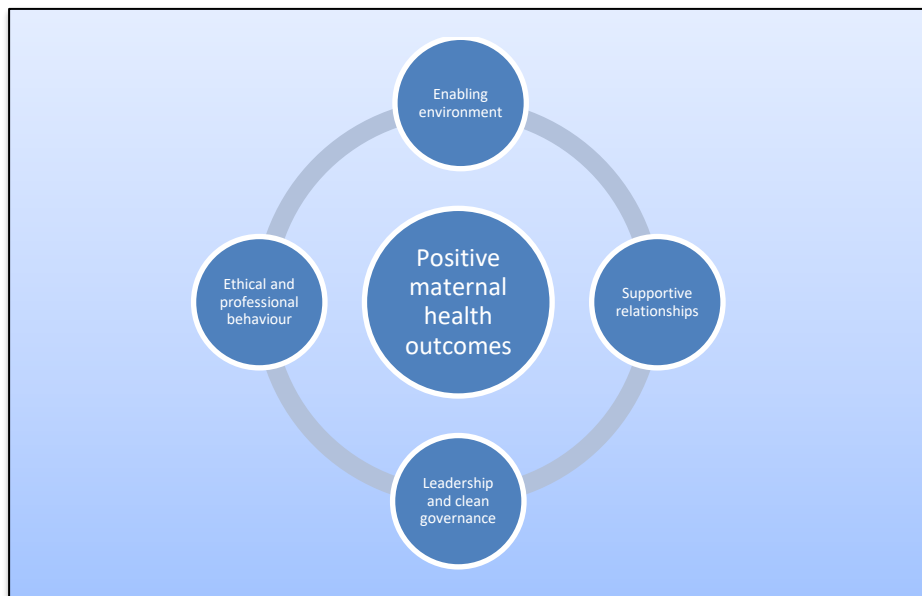 Enabling
environment
Ethical and
professional
behaviour
Positive
maternal
health
outcomes
Supportive
relationships
Leadership
and clean
governance